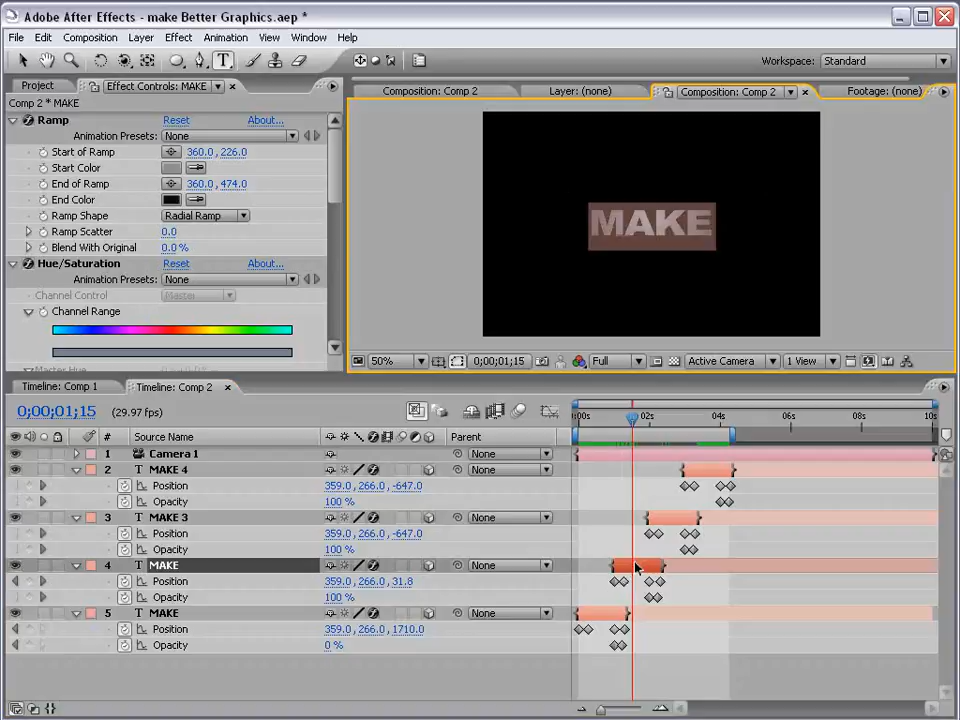 Adobe After Effects - make Better Graphics.aep *
File Edit Composition Layer Effect Animation View Window Help
Workspace: Standard
Project Effect Controls: MAKE
Composition: Comp 2 Layer: (none) Composition: Comp 2 Footage: (none)
Comp 2 * MAKE
Ramp Reset About...
Animation Presets: None
Start of Ramp 360.0, 226.0
Start Color
End of Ramp 360.0, 474.0
End Color
Ramp Shape Radial Ramp
Ramp Scatter 0.0
Blend With Original 0.0 %
Hue/Saturation Reset About...
Animation Presets: None
Channel Control Master
Channel Range
MAKE
50% 0;00;01;15 Full Active Camera 1 View
Timeline: Comp 1 Timeline: Comp 2
0;00;01;15 (29.97 fps)
:00s 02s 04s 06s 08s 10s
# Source Name Parent
1 Camera 1 None
2 T MAKE 4 None
Position 359.0, 266.0, -647.0
Opacity 100 %
3 T MAKE 3 None
Position 359.0, 266.0, -647.0
Opacity 100 %
4 T MAKE None
Position 359.0, 266.0, 31.8
Opacity 100 %
5 T MAKE None
Position 359.0, 266.0, 1710.0
Opacity 0 %